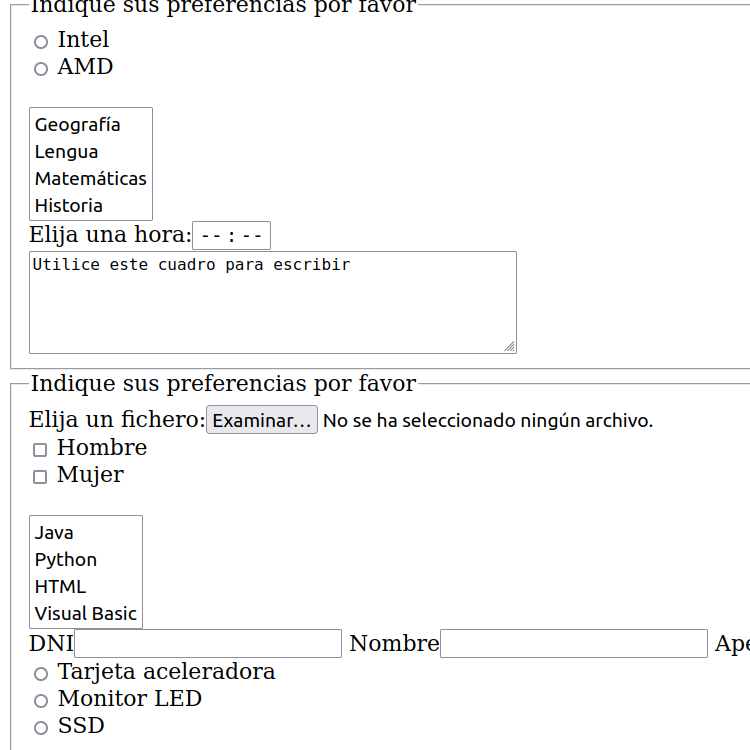 Indique sus preferencias por favor
Intel
AMD
Geografía
Lengua
Matemáticas
Historia
Elija una hora: -- : --
Utilice este cuadro para escribir
Indique sus preferencias por favor
Elija un fichero: Examinar... No se ha seleccionado ningún archivo.
Hombre
Mujer
Java
Python
HTML
Visual Basic
DNI Nombre Ape
Tarjeta aceleradora
Monitor LED
SSD